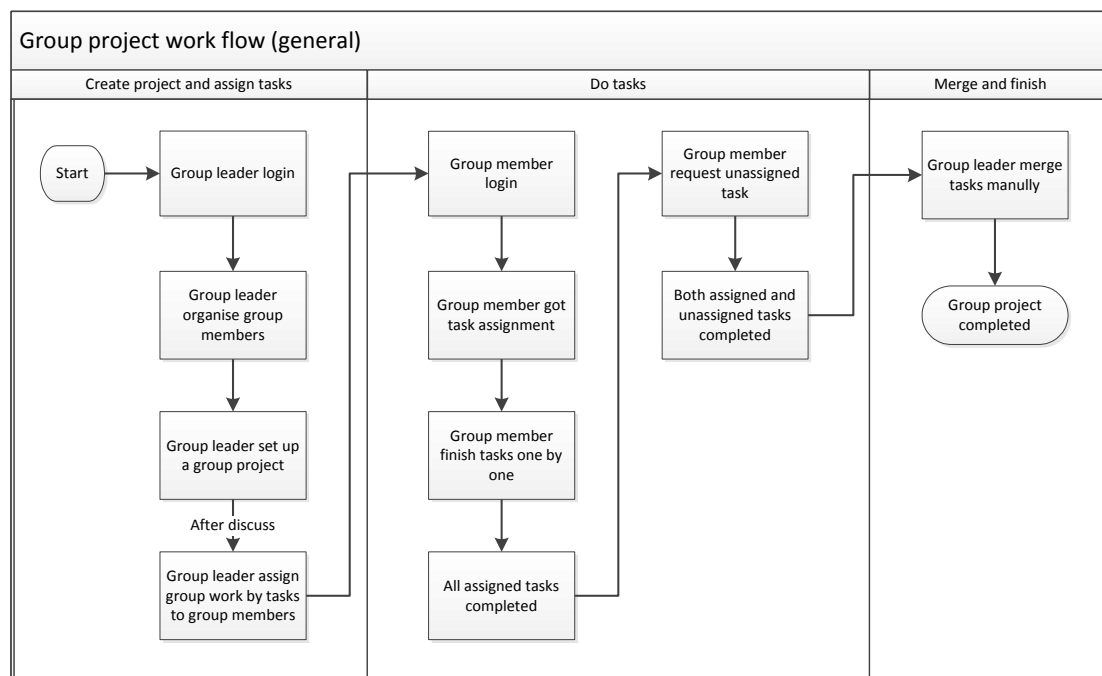 Group project work flow (general)
Create project and assign tasks
Do tasks
Merge and finish
Start
Group leader login
Group leader
organise group
members
Group leader set up
a group project
After discuss
Group leader assign
group work by tasks
to group members
Group member
login
Group member got
task assignment
Group member
finish tasks one by
one
All assigned tasks
completed
Group member
request unassigned
task
Both assigned and
unassigned tasks
completed
Group leader merge
tasks manully
Group project
completed